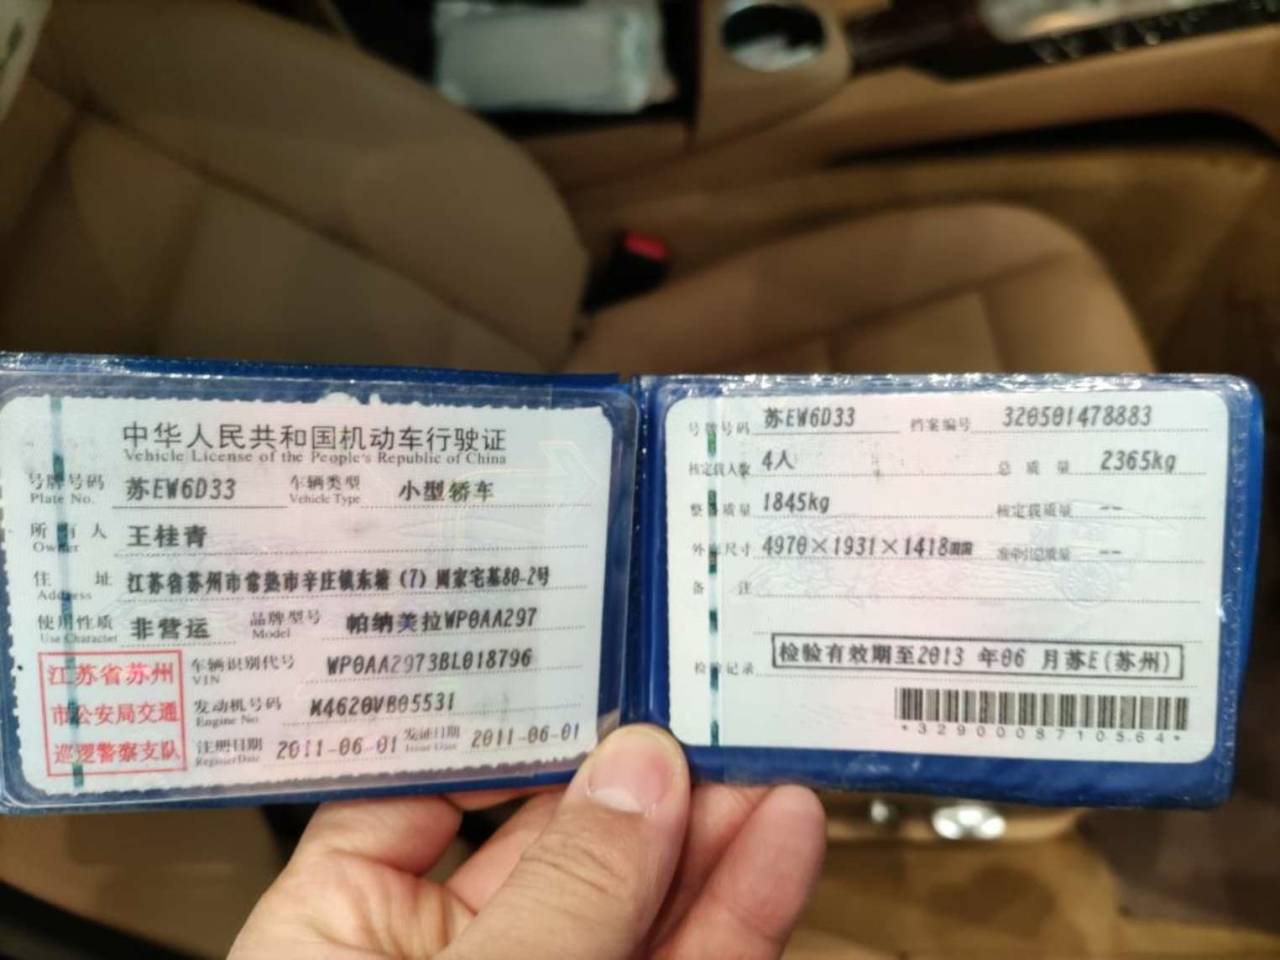 中华人民共和国机动车行驶证
Vehicle License of the People's Republic of China
号牌号码 苏EW6D33 车辆类型 小型轿车
Plate No. Vehicle Type
所有人 王桂青
Owner
住址 江苏省苏州市常熟市辛庄镇东塘(7)周家宅基80-2号
Address
使用性质 非营运 品牌型号 帕纳美拉WP0AA297
Use Character Model
江苏省苏州
市公安局交通
巡逻警察支队
车辆识别代号 WP0AA2973BL018796
VIN
发动机号码 M4620VB05531
Engine No.
注册日期 2011-06-01 发证日期 2011-06-01
Register Date Issue Date
号牌号码 苏EW6D33 档案编号 320501478883
核定载人数 4人 总质量 2365kg
整备质量 1845kg 核定载质量 --
外廓尺寸 4970×1931×1418 准牵引总质量 --
备注
检验记录 检验有效期至2013 年06 月苏E(苏州)
*3290008710564*